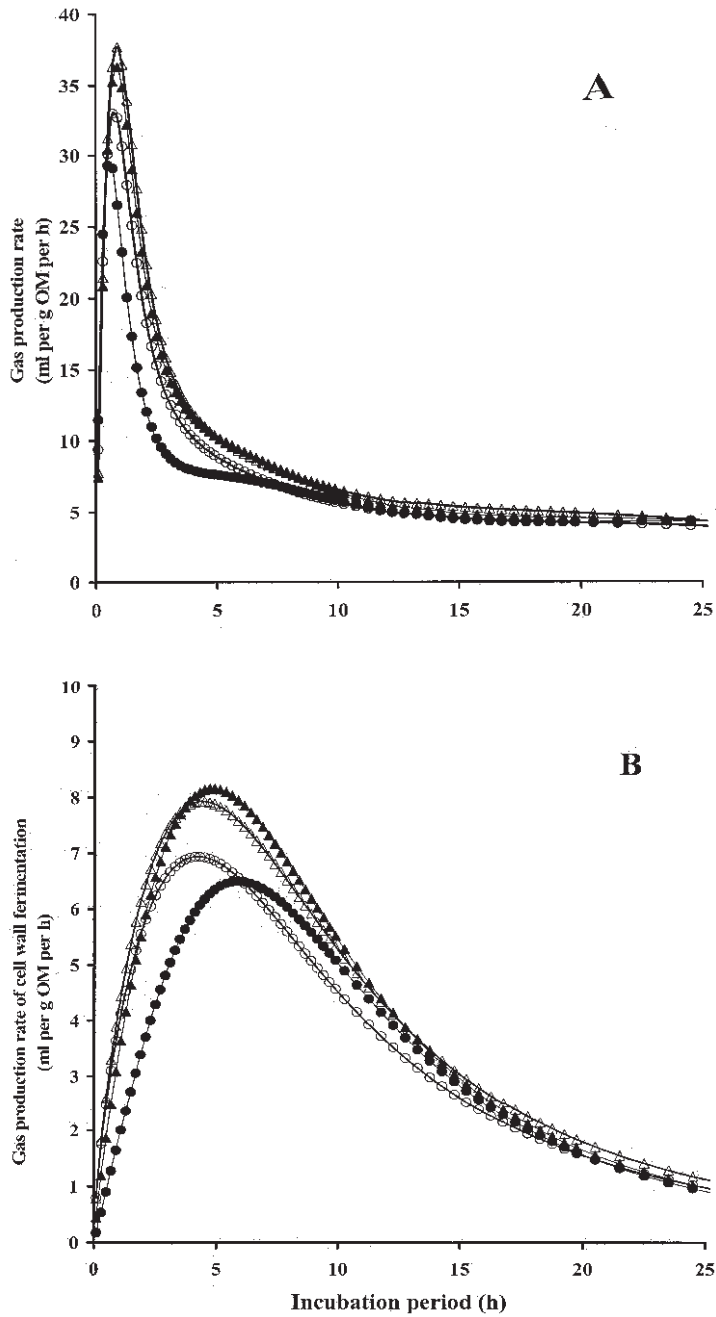 A
Gas production rate
(ml per g OM per h)
40
35
30
25
20
15
10
5
0
0 5 10 15 20 25
B
Gas production rate of cell wall fermentation
(ml per g OM per h)
10
9
8
7
6
5
4
3
2
1
0
0 5 10 15 20 25
Incubation period (h)